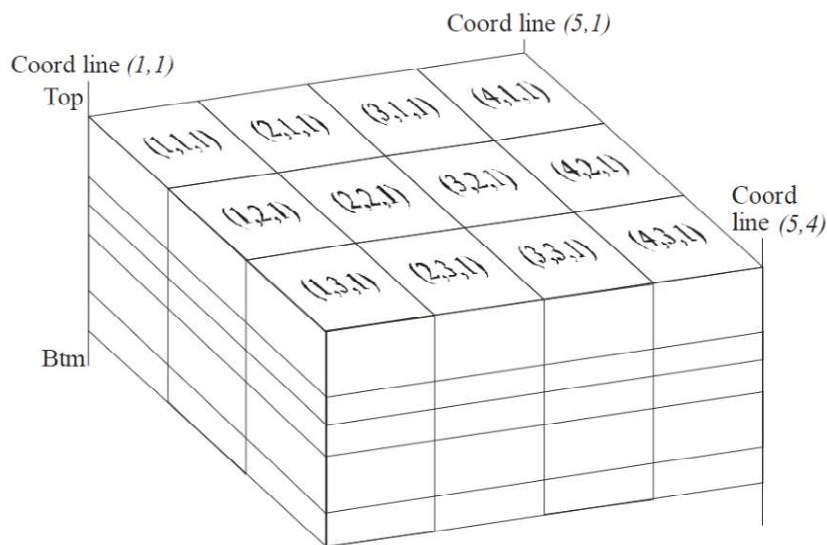 Coord line (5,1)
Coord line (1,1)
Top
(1,1,1) (2,1,1) (3,1,1) (4,1,1)
(1,2,1) (2,2,1) (3,2,1) (4,2,1)
Coord
line (5,4)
(1,3,1) (2,3,1) (3,3,1) (4,3,1)
Btm